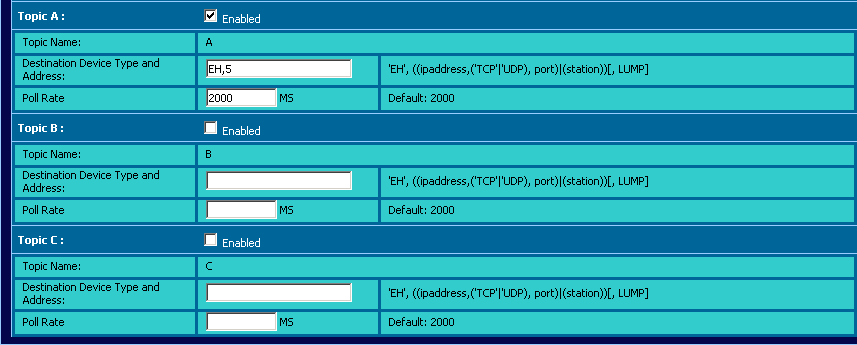 Topic A : Enabled
Topic Name: A
Destination Device Type and Address: EH,5 'EH', ((ipaddress,('TCP'|'UDP), port)|(station))[, LUMP]
Poll Rate 2000 MS Default: 2000
Topic B : Enabled
Topic Name: B
Destination Device Type and Address: 'EH', ((ipaddress,('TCP'|'UDP), port)|(station))[, LUMP]
Poll Rate MS Default: 2000
Topic C : Enabled
Topic Name: C
Destination Device Type and Address: 'EH', ((ipaddress,('TCP'|'UDP), port)|(station))[, LUMP]
Poll Rate MS Default: 2000